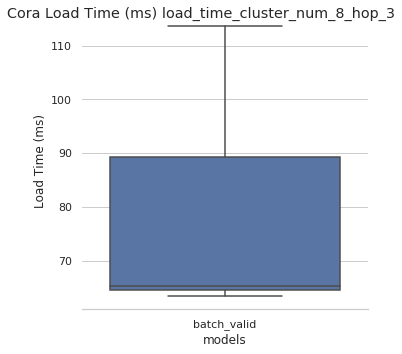 Cora Load Time (ms) load_time_cluster_num_8_hop_3
110
100
90
80
70
Load Time (ms)
batch_valid
models